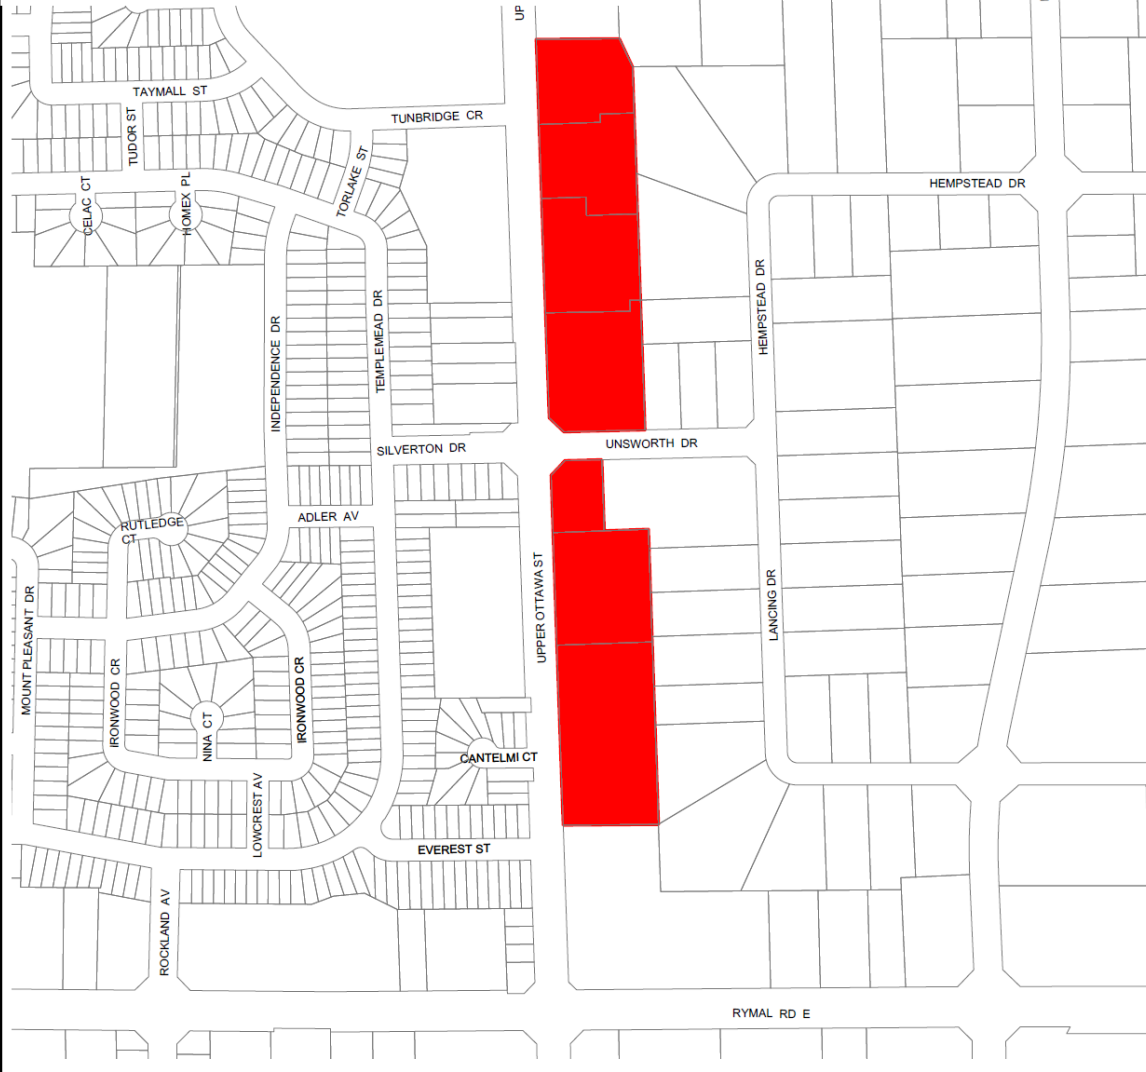 UP
TAYMALL ST
TUNBRIDGE CR
TUDOR ST
TORLAKE ST
CELAC CT
HOMEX PL
HEMPSTEAD DR
HEMPSTEAD DR
INDEPENDENCE DR
TEMPLEMEAD DR
SILVERTON DR
UNSWORTH DR
RUTLEDGE
CT
ADLER AV
UPPER OTTAWA ST
LANCING DR
MOUNT PLEASANT DR
IRONWOOD CR
IRONWOOD CR
NINA CT
CANTELMI CT
LOWCREST AV
EVEREST ST
ROCKLAND AV
RYMAL RD E